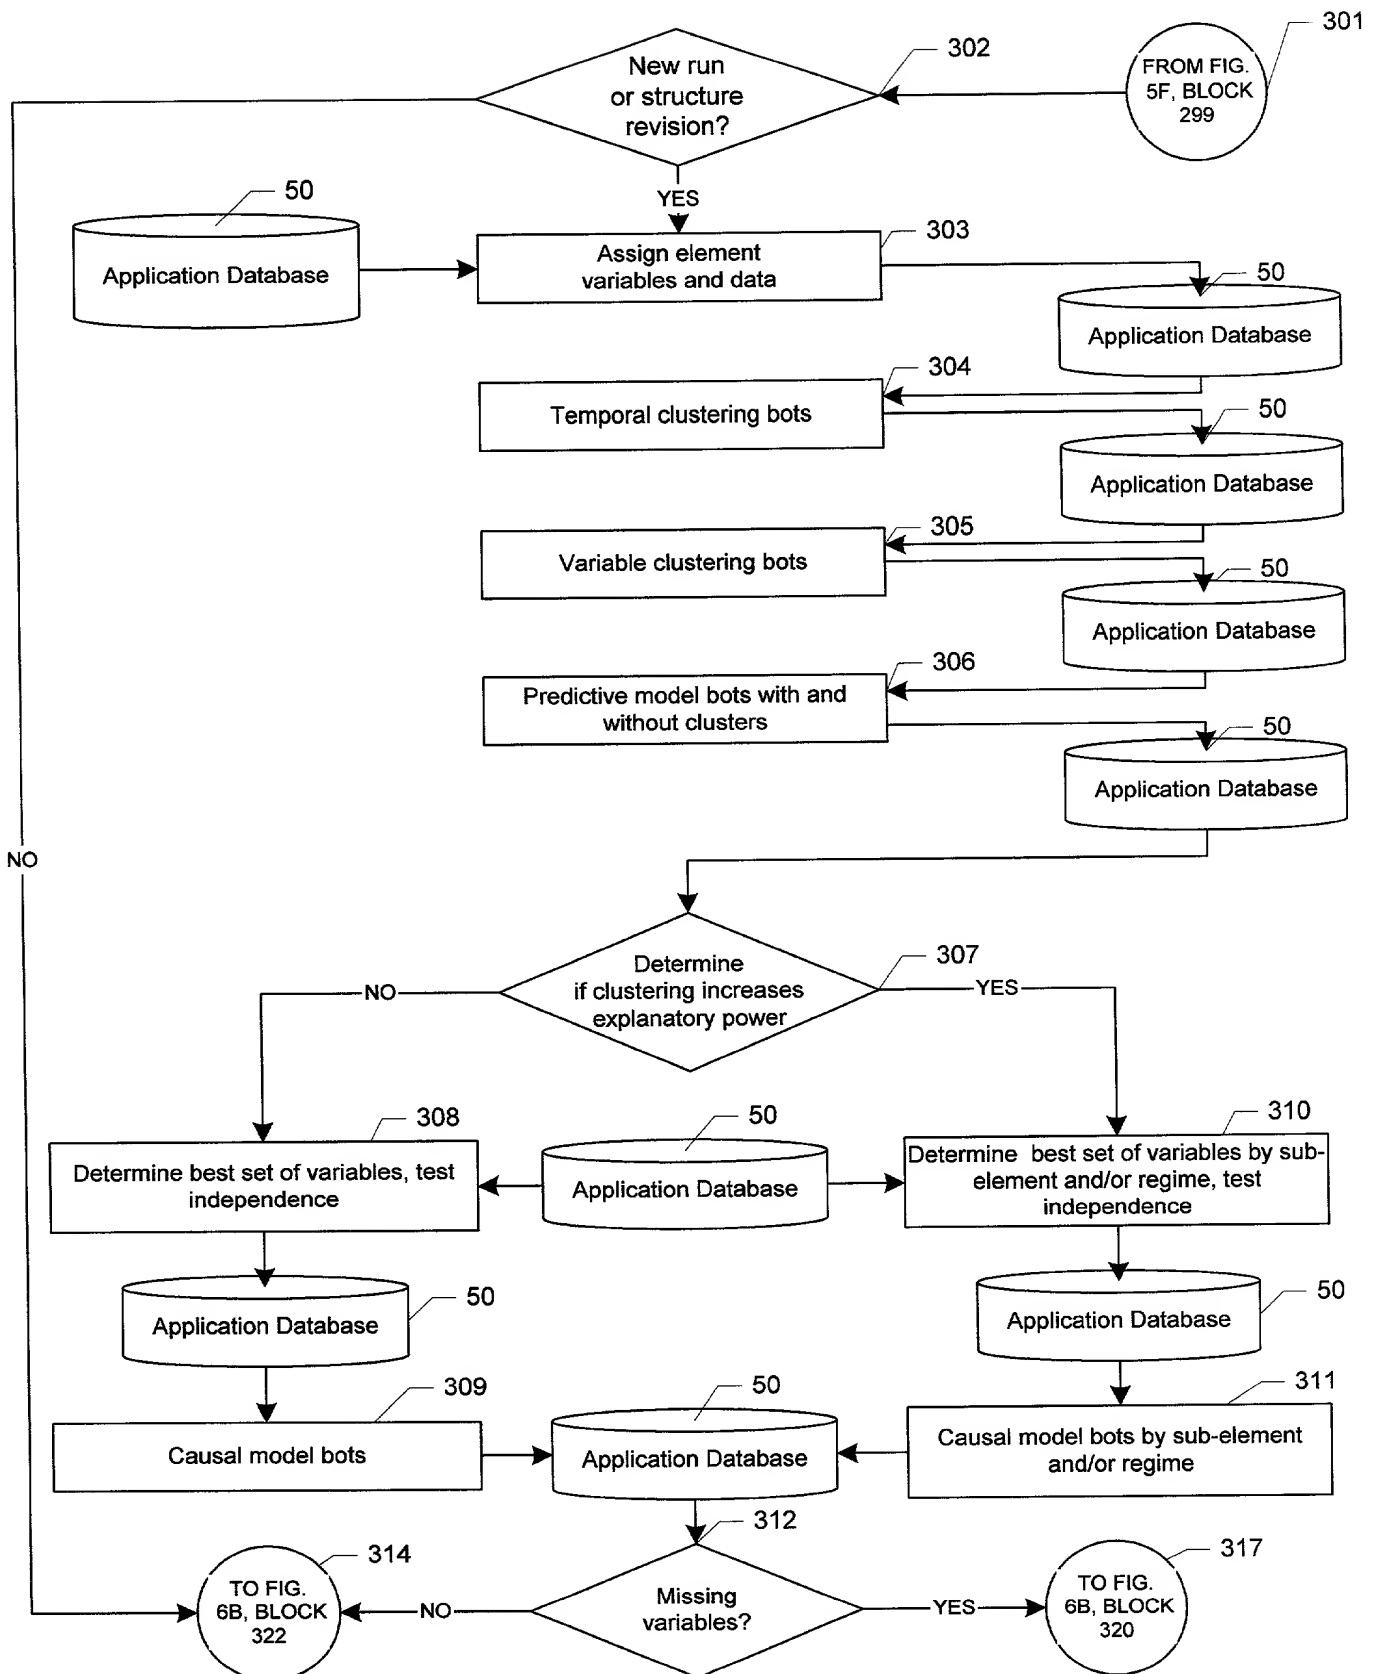 301
302
New run
or structure
revision?
FROM FIG.
5F, BLOCK
299
YES
50
Application Database
303
Assign element
variables and data
50
Application Database
304
Temporal clustering bots
50
Application Database
305
Variable clustering bots
50
Application Database
306
Predictive model bots with and
without clusters
50
Application Database
NO
307
Determine
if clustering increases
explanatory power
NO
YES
308
Determine best set of variables, test
independence
50
Application Database
310
Determine best set of variables by sub-
element and/or regime, test
independence
50
Application Database
50
Application Database
309
Causal model bots
50
Application Database
311
Causal model bots by sub-element
and/or regime
312
Missing
variables?
314
TO FIG.
6B, BLOCK
322
NO
YES
317
TO FIG.
6B, BLOCK
320